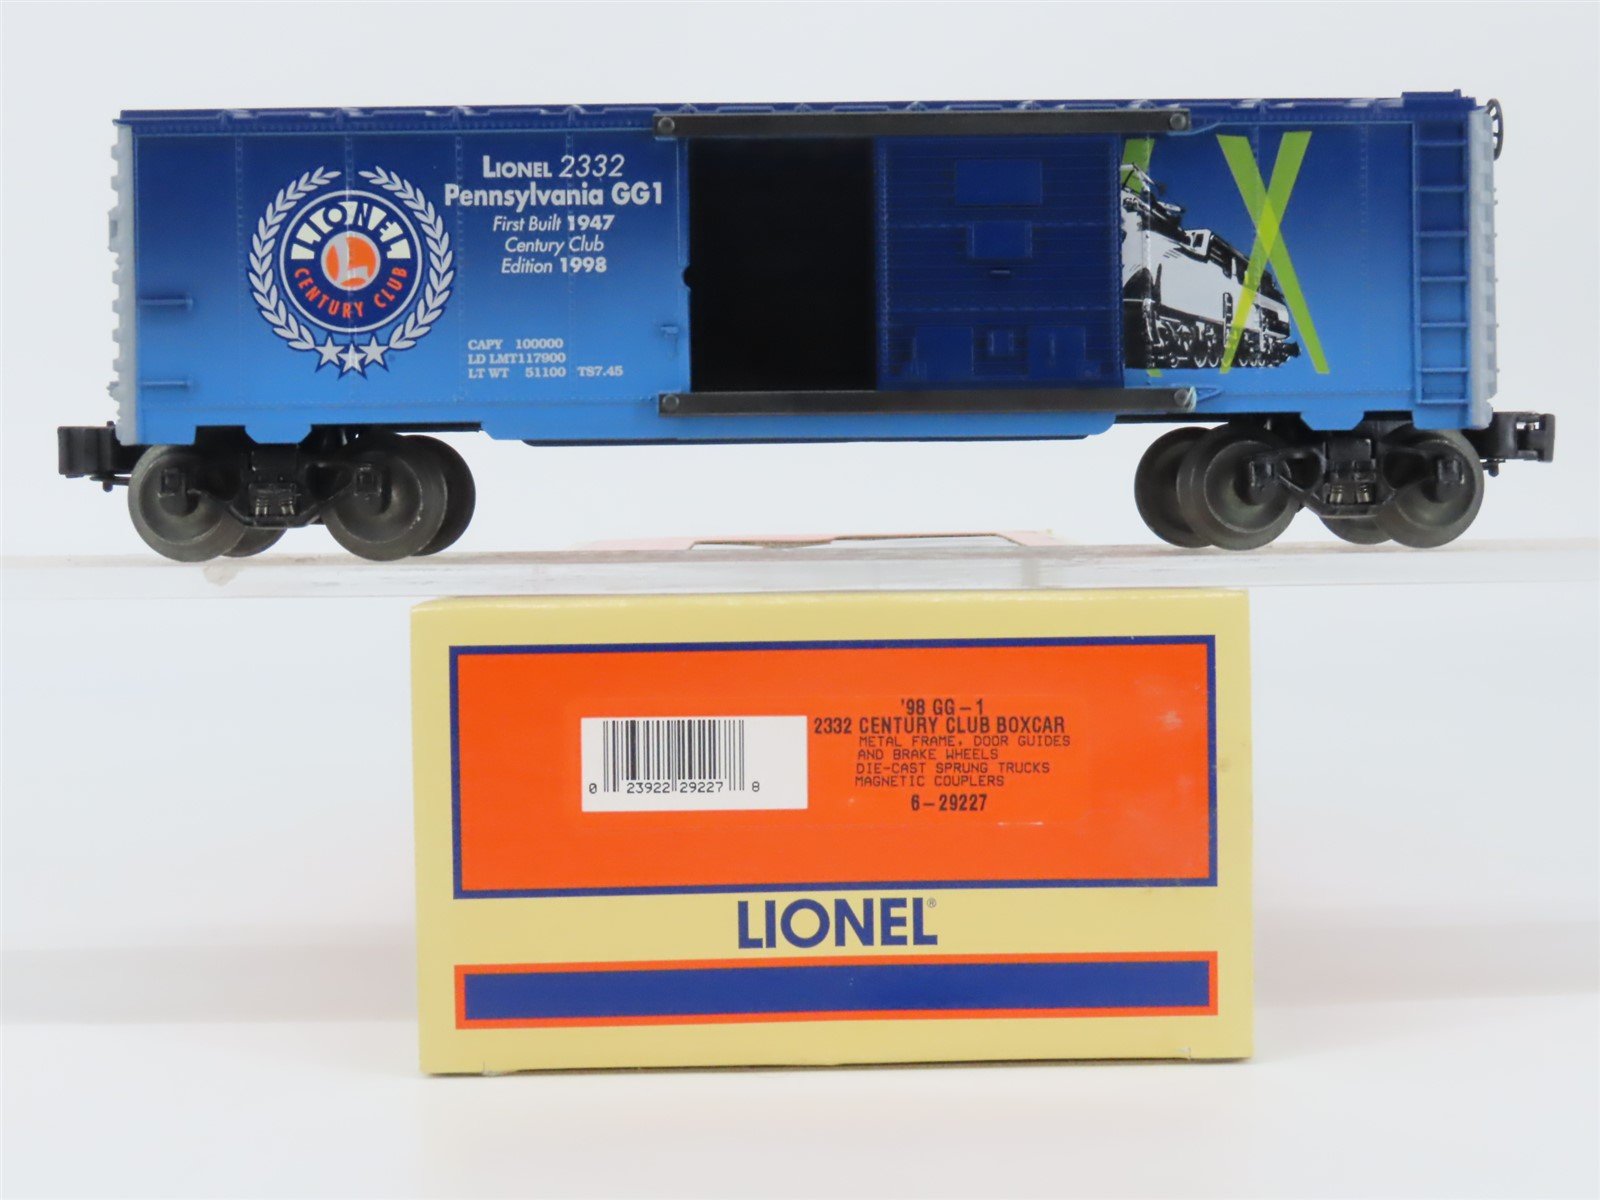 LIONEL
L
CENTURY CLUB
LIONEL 2332
Pennsylvania GG1
First Built 1947
Century Club
Edition 1998
CAPY 100000
LD LMT117900
LT WT 51100 TS7.45
X
'98 GG-1
2332 CENTURY CLUB BOXCAR
METAL FRAME, DOOR GUIDES
AND BRAKE WHEELS
DIE-CAST SPRUNG TRUCKS
MAGNETIC COUPLERS
6-29227
0 23922 29227 8
LIONEL®